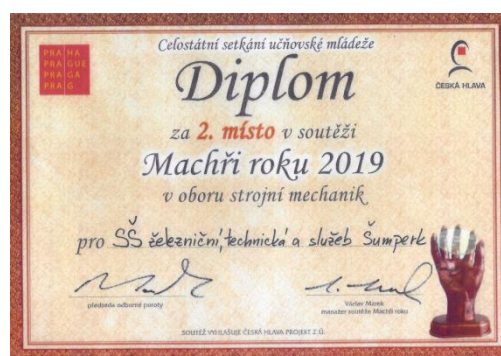 Celostátní setkání učňovské mládeže
PRA HA
PRA GUE
PRA GA
PRA G
Diplom
ČESKÁ HLAVA
za 2. místo v soutěži
Machři roku 2019
v oboru strojní mechanik
pro SŠ železniční, technická a služeb Šumperk
předseda odborné poroty
Václav Marek
manažer soutěže Machři roku
SOUTĚŽ VYHLAŠUJE ČESKÁ HLAVA PROJEKT Z.Ú.